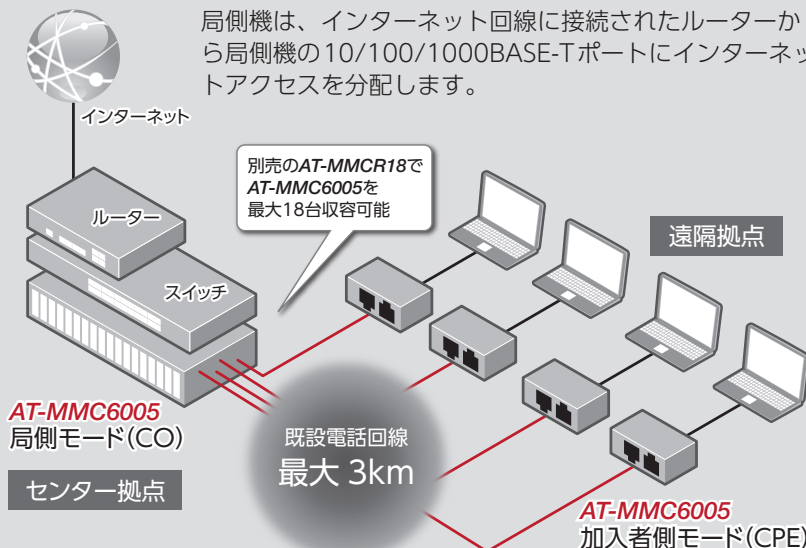 局側機は、インターネット回線に接続されたルーターか
ら局側機の10/100/1000BASE-Tポートにインターネッ
トアクセスを分配します。
インターネット
別売のAT-MMCR18で
AT-MMC6005を
最大18台収容可能
ルーター
スイッチ
遠隔拠点
AT-MMC6005
局側モード(CO)
センター拠点
既設電話回線
最大 3km
AT-MMC6005
加入者側モード(CPE)